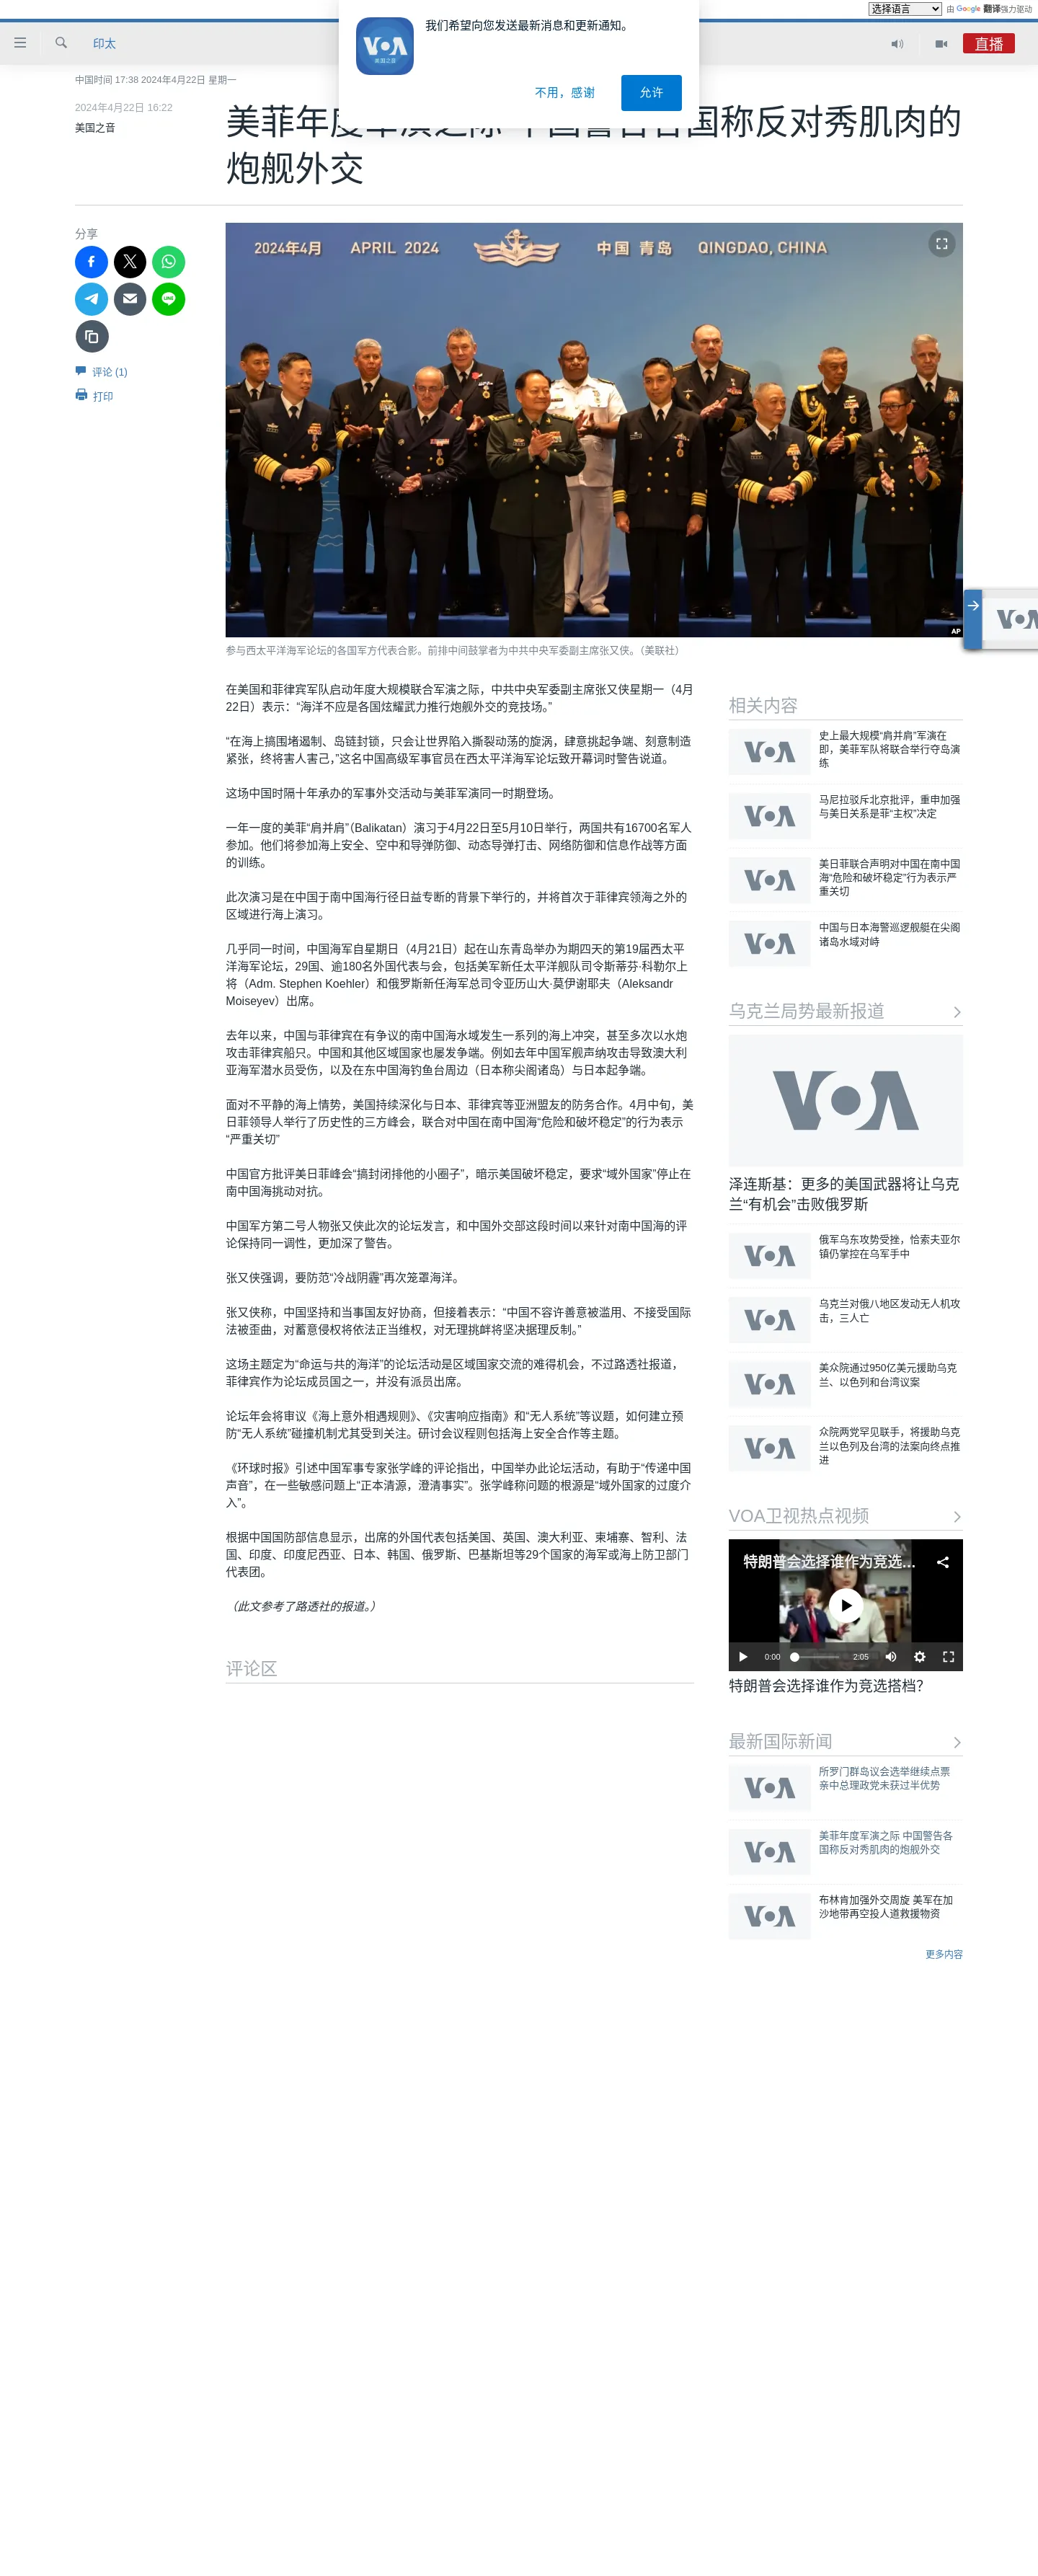 选择语言
由 Google 翻译强力驱动
我们希望向您发送最新消息和更新通知。
VOA
美国之音
不用，感谢
允许
印太
直播
中国时间 17:38 2024年4月22日 星期一
2024年4月22日 16:22
美国之音
美菲年度军演之际 中国警告各国称反对秀肌肉的
炮舰外交
分享
LINE
评论 (1)
打印
2024年4月 APRIL 2024 中国 青岛 QINGDAO, CHINA
AP
参与西太平洋海军论坛的各国军方代表合影。前排中间鼓掌者为中共中央军委副主席张又侠。（美联社）
VOA
在美国和菲律宾军队启动年度大规模联合军演之际，中共中央军委副主席张又侠星期一（4月
22日）表示：“海洋不应是各国炫耀武力推行炮舰外交的竞技场。”
“在海上搞围堵遏制、岛链封锁，只会让世界陷入撕裂动荡的旋涡，肆意挑起争端、刻意制造
紧张，终将害人害己，”这名中国高级军事官员在西太平洋海军论坛致开幕词时警告说道。
这场中国时隔十年承办的军事外交活动与美菲军演同一时期登场。
一年一度的美菲“肩并肩”（Balikatan）演习于4月22日至5月10日举行，两国共有16700名军人
参加。他们将参加海上安全、空中和导弹防御、动态导弹打击、网络防御和信息作战等方面
的训练。
此次演习是在中国于南中国海行径日益专断的背景下举行的，并将首次于菲律宾领海之外的
区域进行海上演习。
几乎同一时间，中国海军自星期日（4月21日）起在山东青岛举办为期四天的第19届西太平
洋海军论坛，29国、逾180名外国代表与会，包括美军新任太平洋舰队司令斯蒂芬·科勒尔上
将（Adm. Stephen Koehler）和俄罗斯新任海军总司令亚历山大·莫伊谢耶夫（Aleksandr
Moiseyev）出席。
去年以来，中国与菲律宾在有争议的南中国海水域发生一系列的海上冲突，甚至多次以水炮
攻击菲律宾船只。中国和其他区域国家也屡发争端。例如去年中国军舰声纳攻击导致澳大利
亚海军潜水员受伤，以及在东中国海钓鱼台周边（日本称尖阁诸岛）与日本起争端。
面对不平静的海上情势，美国持续深化与日本、菲律宾等亚洲盟友的防务合作。4月中旬，美
日菲领导人举行了历史性的三方峰会，联合对中国在南中国海“危险和破坏稳定”的行为表示
“严重关切”
中国官方批评美日菲峰会“搞封闭排他的小圈子”，暗示美国破坏稳定，要求“域外国家”停止在
南中国海挑动对抗。
中国军方第二号人物张又侠此次的论坛发言，和中国外交部这段时间以来针对南中国海的评
论保持同一调性，更加深了警告。
张又侠强调，要防范“冷战阴霾”再次笼罩海洋。
张又侠称，中国坚持和当事国友好协商，但接着表示：“中国不容许善意被滥用、不接受国际
法被歪曲，对蓄意侵权将依法正当维权，对无理挑衅将坚决据理反制。”
这场主题定为“命运与共的海洋”的论坛活动是区域国家交流的难得机会，不过路透社报道，
菲律宾作为论坛成员国之一，并没有派员出席。
论坛年会将审议《海上意外相遇规则》、《灾害响应指南》和“无人系统”等议题，如何建立预
防“无人系统”碰撞机制尤其受到关注。研讨会议程则包括海上安全合作等主题。
《环球时报》引述中国军事专家张学峰的评论指出，中国举办此论坛活动，有助于“传递中国
声音”，在一些敏感问题上“正本清源，澄清事实”。张学峰称问题的根源是“域外国家的过度介
入”。
根据中国国防部信息显示，出席的外国代表包括美国、英国、澳大利亚、柬埔寨、智利、法
国、印度、印度尼西亚、日本、韩国、俄罗斯、巴基斯坦等29个国家的海军或海上防卫部门
代表团。
（此文参考了路透社的报道。）
评论区
相关内容
VOA
史上最大规模“肩并肩”军演在
即，美菲军队将联合举行夺岛演
练
VOA
马尼拉驳斥北京批评，重申加强
与美日关系是菲“主权”决定
VOA
美日菲联合声明对中国在南中国
海“危险和破坏稳定”行为表示严
重关切
VOA
中国与日本海警巡逻舰艇在尖阁
诸岛水域对峙
乌克兰局势最新报道
VOA
泽连斯基：更多的美国武器将让乌克
兰“有机会”击败俄罗斯
VOA
俄军乌东攻势受挫，恰索夫亚尔
镇仍掌控在乌军手中
VOA
乌克兰对俄八地区发动无人机攻
击，三人亡
VOA
美众院通过950亿美元援助乌克
兰、以色列和台湾议案
VOA
众院两党罕见联手，将援助乌克
兰以色列及台湾的法案向终点推
进
VOA卫视热点视频
特朗普会选择谁作为竞选...
0:00
2:05
特朗普会选择谁作为竞选搭档？
最新国际新闻
VOA
所罗门群岛议会选举继续点票
亲中总理政党未获过半优势
VOA
美菲年度军演之际 中国警告各
国称反对秀肌肉的炮舰外交
VOA
布林肯加强外交周旋 美军在加
沙地带再空投人道救援物资
更多内容